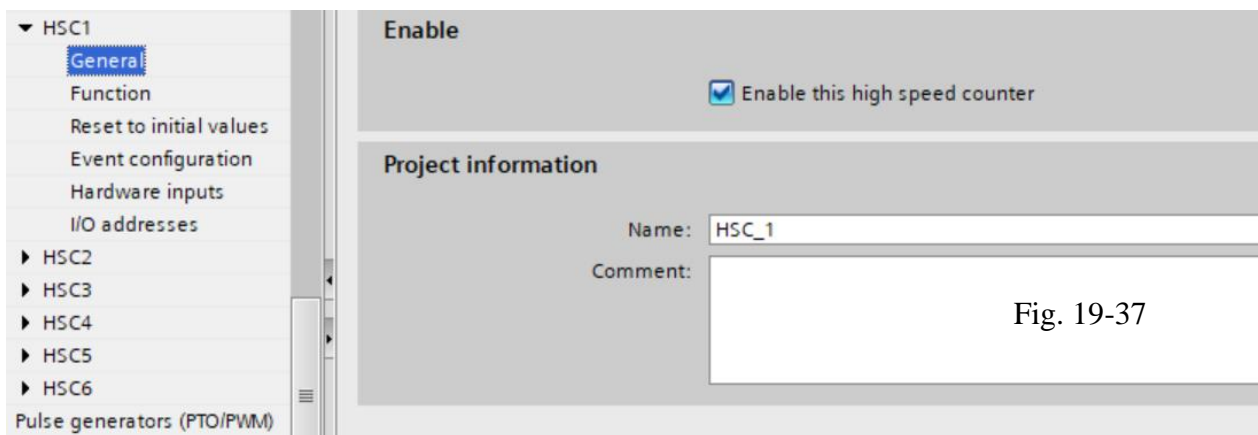 HSC1
General
Function
Reset to initial values
Event configuration
Hardware inputs
I/O addresses
HSC2
HSC3
HSC4
HSC5
HSC6
Pulse generators (PTO/PWM)
Enable
Enable this high speed counter
Project information
Name: HSC_1
Comment:
Fig. 19-37